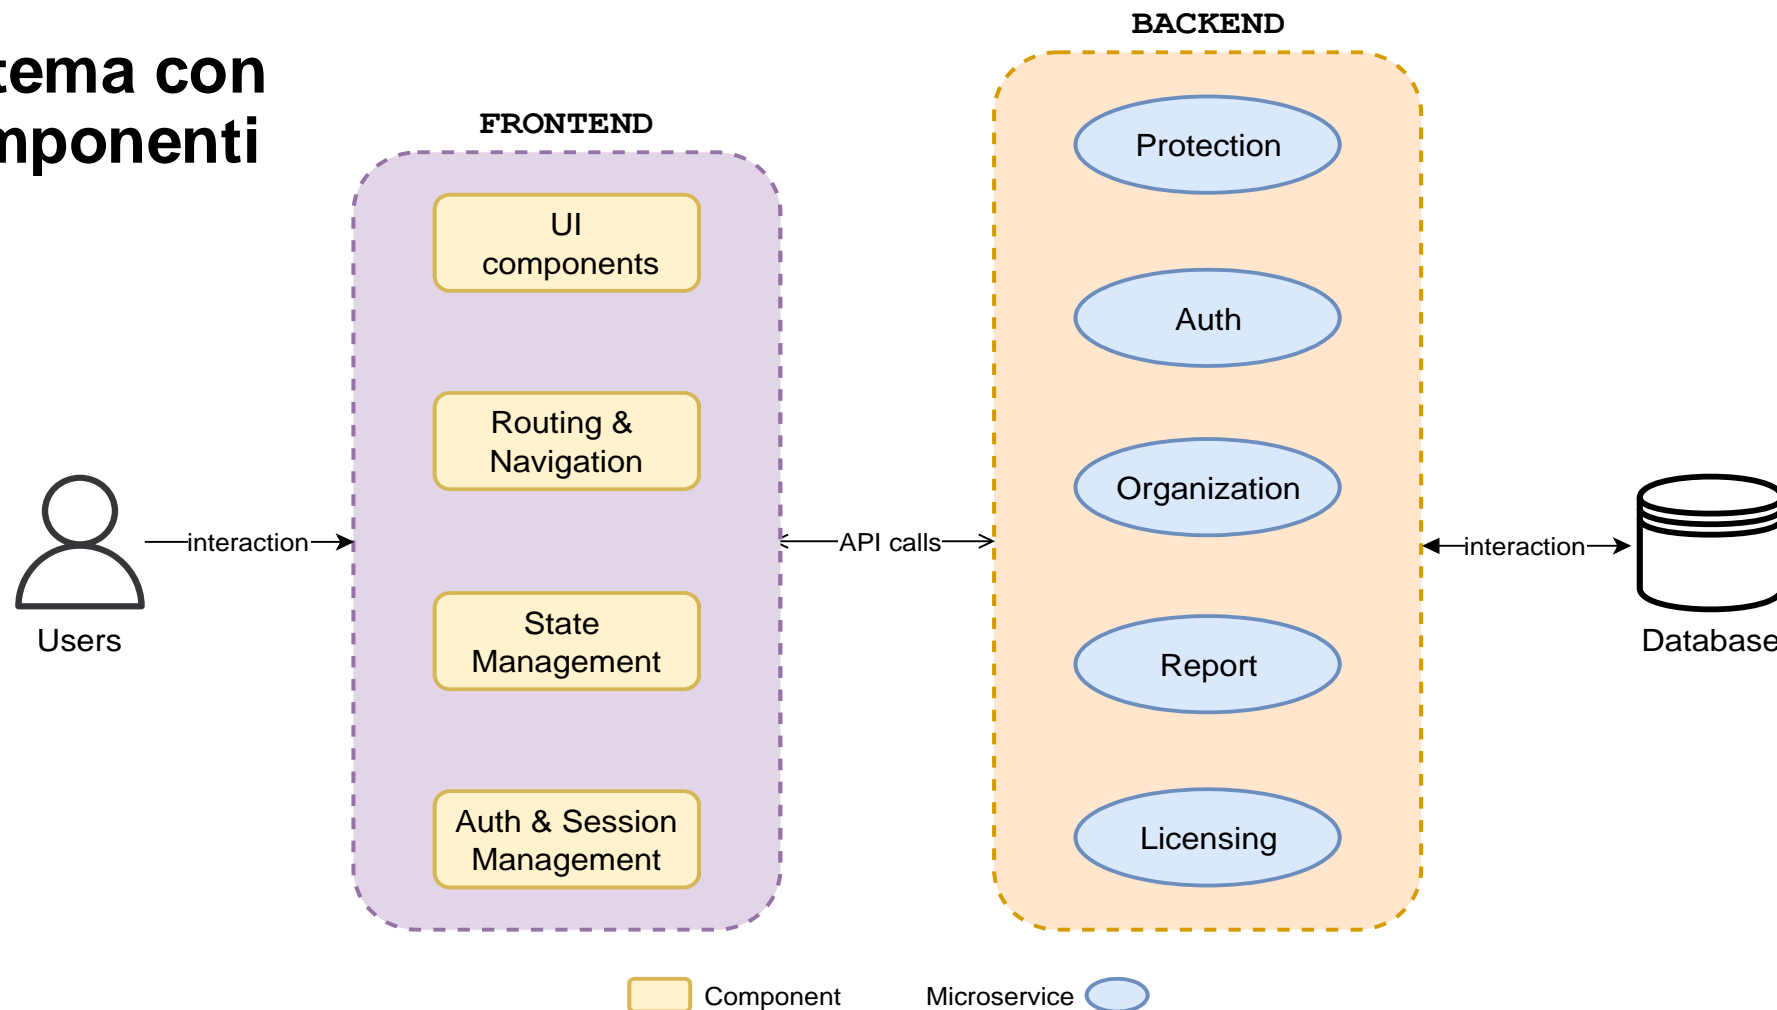 tema con
mponenti
BACKEND
FRONTEND
UI
components
Routing &
Navigation
State
Management
Auth & Session
Management
Protection
Auth
Organization
Report
Licensing
Users
interaction
API calls
interaction
Database
Component
Microservice